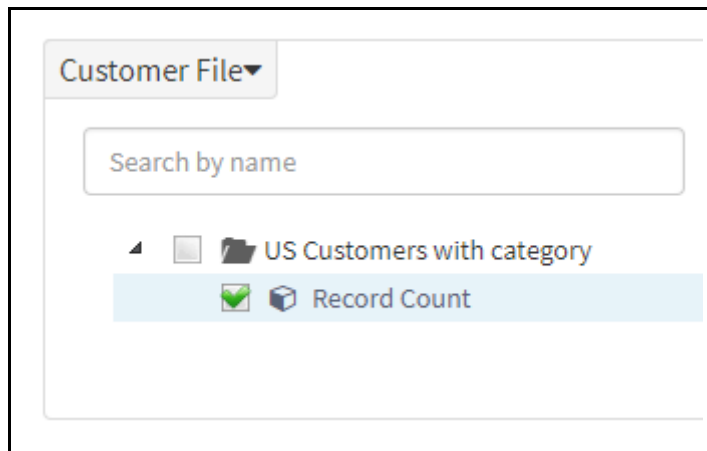 Customer File
Search by name
US Customers with category
Record Count